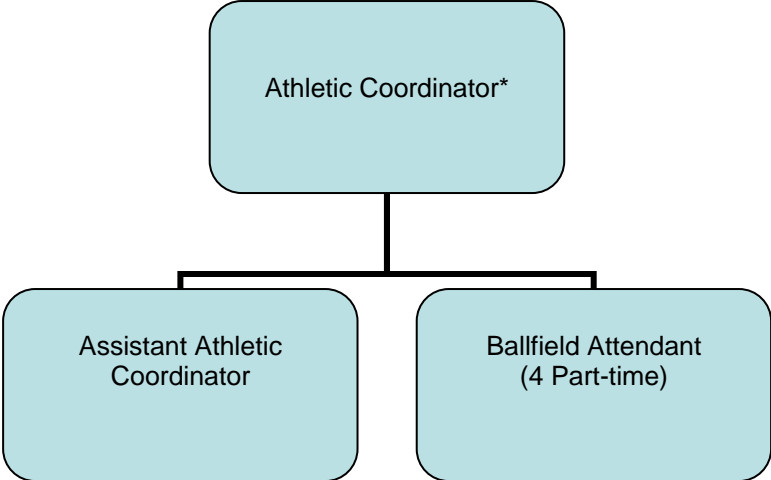 Athletic Coordinator*
Assistant Athletic
Coordinator
Ballfield Attendant
(4 Part-time)